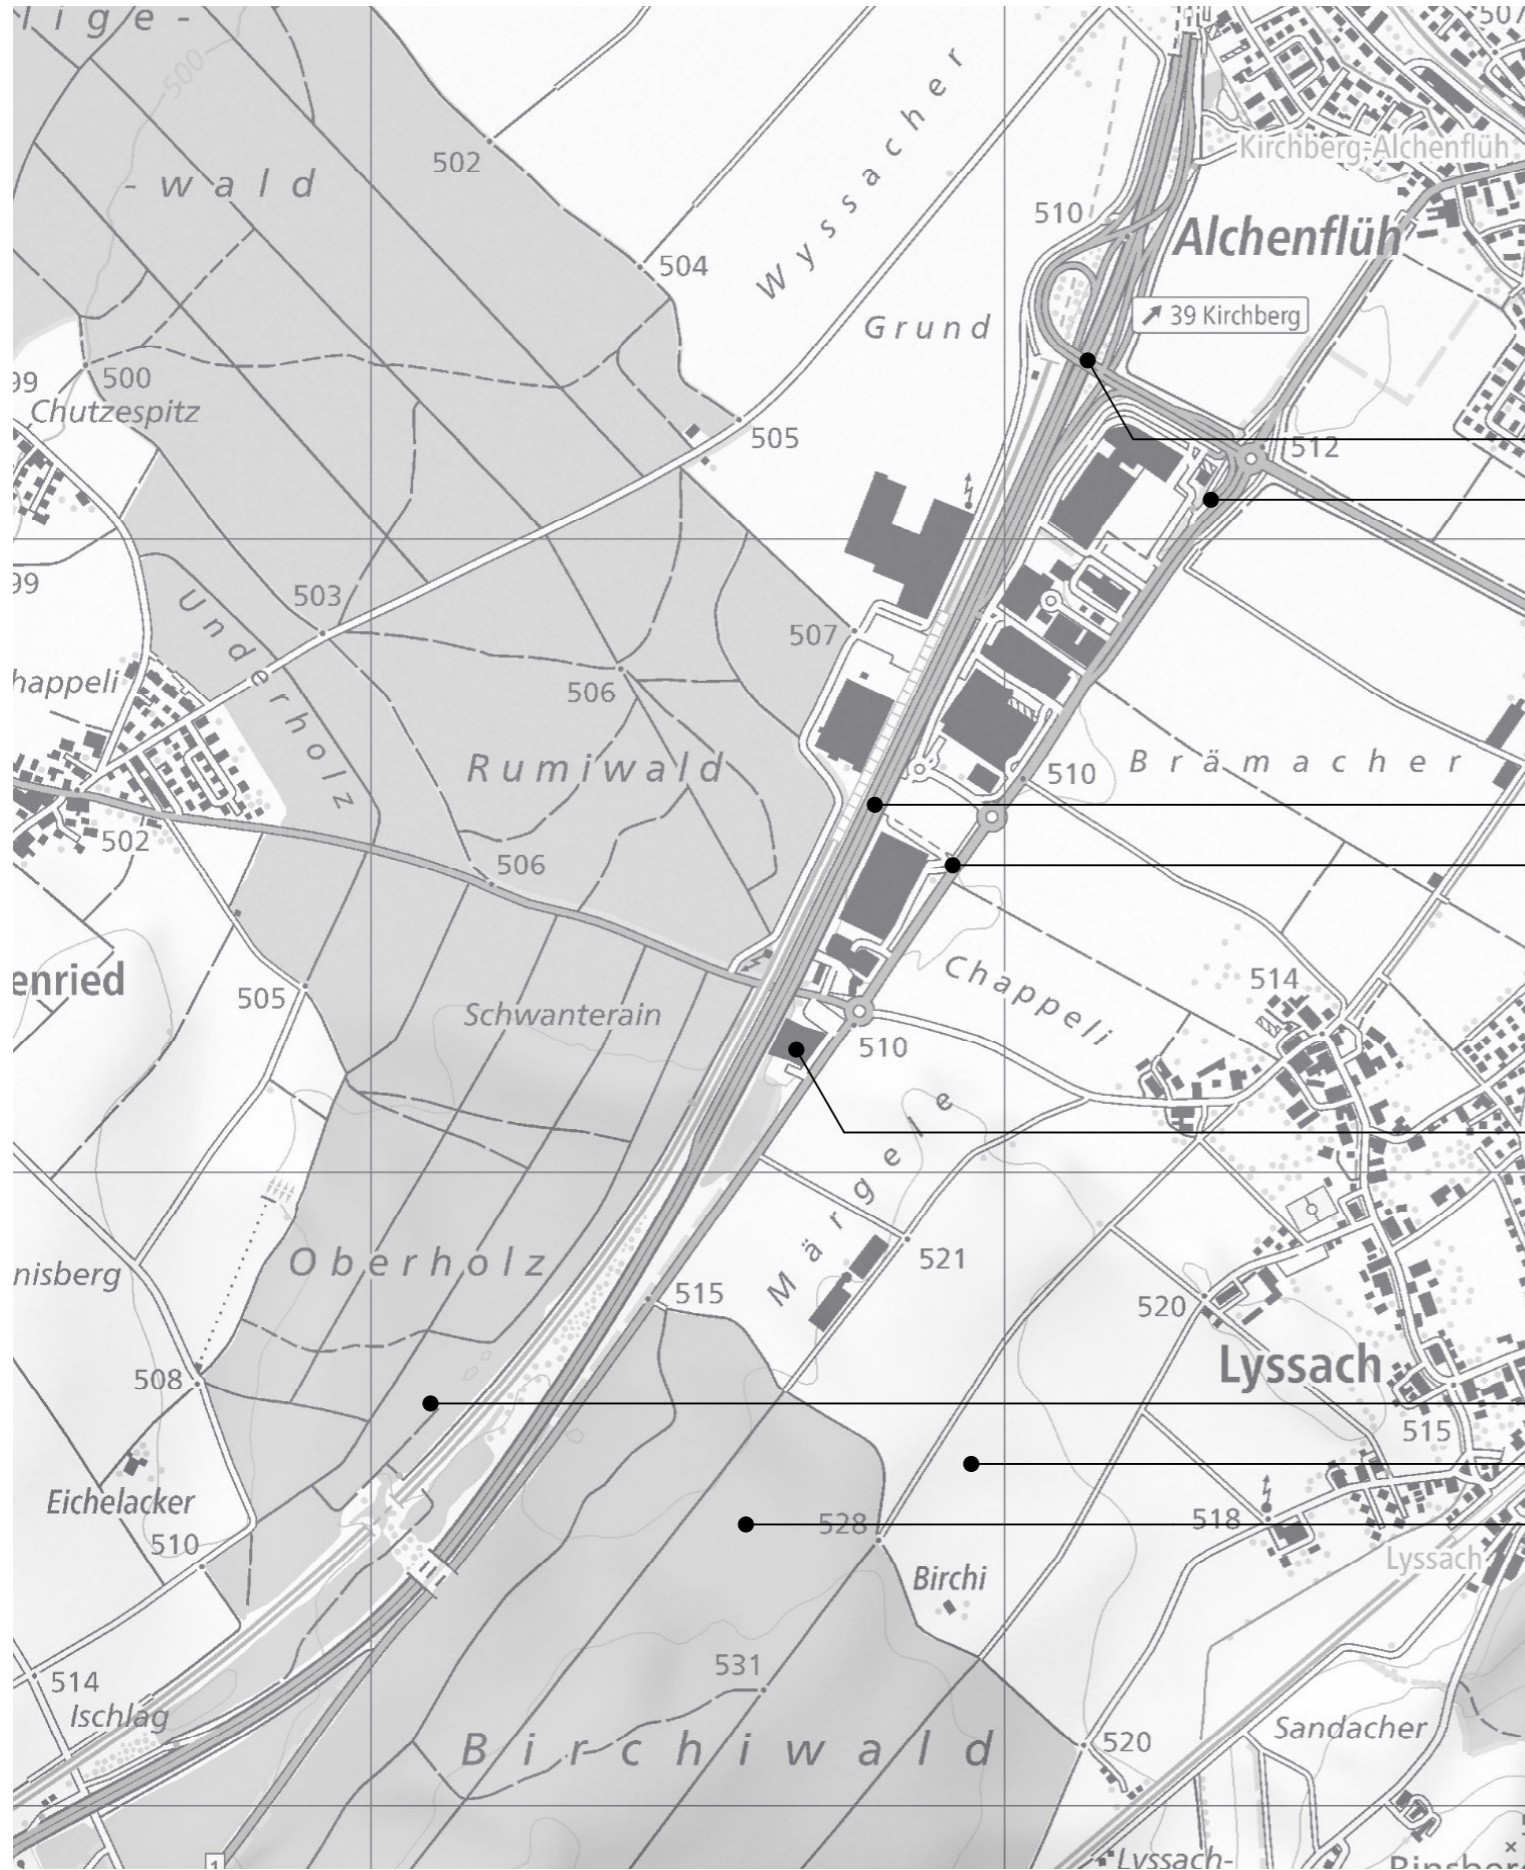 lige-
507
500
Wyssacher
Kirchberg-Alchenflüh
502
-wald
510
Alchenflüh
504
39 Kirchberg
Grund
500
99
Chutzespitz
505
512
99
503
Underholz
507
happeli
506
Rumiwald
510
Brämacher
502
506
Chappeli
514
enried
505
Schwanterain
510
Märgele
521
Oberholz
nisberg
515
520
Lyssach
508
515
Eichelacker
528
518
510
Lyssach
Birchi
531
514
Ischlag
Sandacher
Birchiwald
520
1
Lyssach-